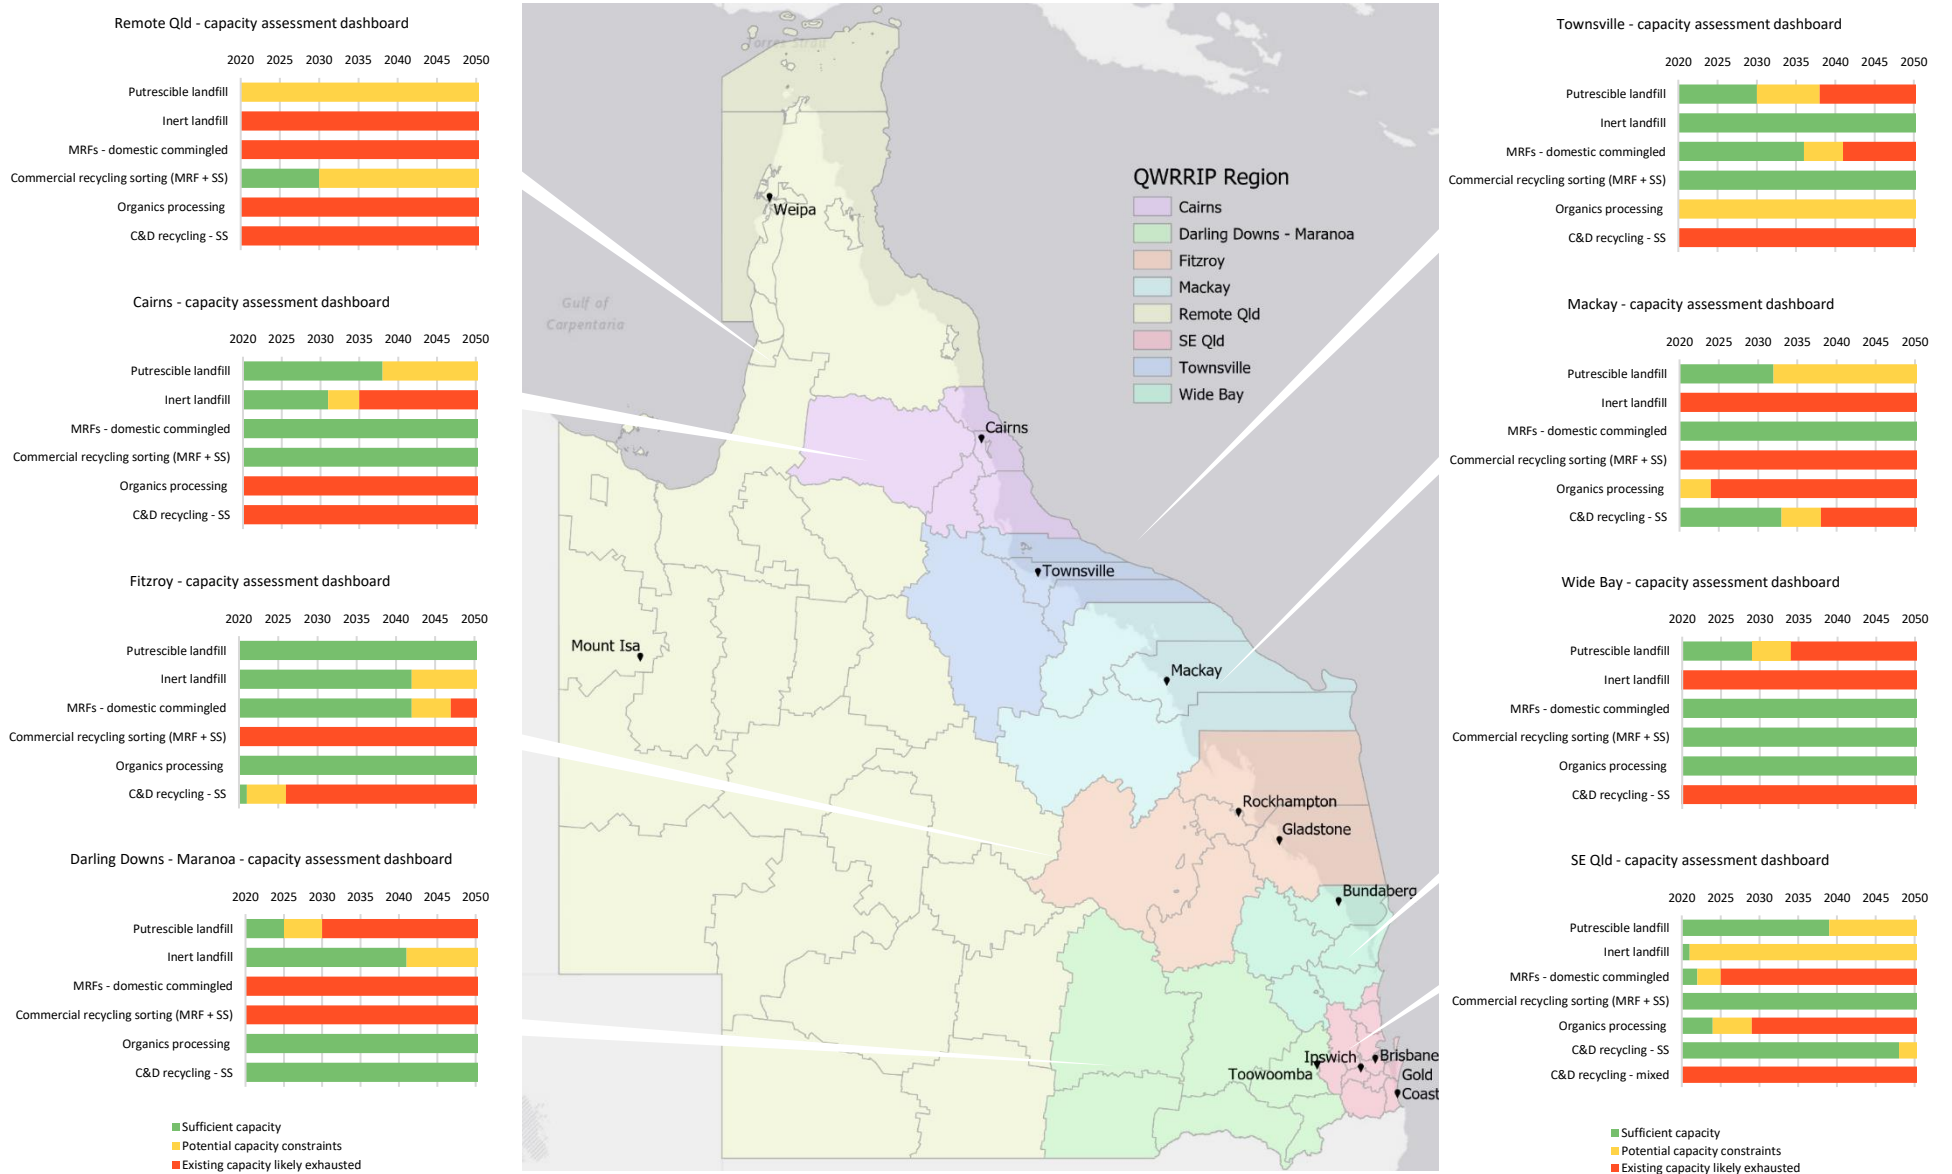 Remote Qld - capacity assessment dashboard
2020 2025 2030 2035 2040 2045 2050
Putrescible landfill
Inert landfill
MRFs - domestic commingled
Commercial recycling sorting (MRF + SS)
Organics processing
C&D recycling - SS
Cairns - capacity assessment dashboard
2020 2025 2030 2035 2040 2045 2050
Putrescible landfill
Inert landfill
MRFs - domestic commingled
Commercial recycling sorting (MRF + SS)
Organics processing
C&D recycling - SS
Fitzroy - capacity assessment dashboard
2020 2025 2030 2035 2040 2045 2050
Putrescible landfill
Inert landfill
MRFs - domestic commingled
Commercial recycling sorting (MRF + SS)
Organics processing
C&D recycling - SS
Darling Downs - Maranoa - capacity assessment dashboard
2020 2025 2030 2035 2040 2045 2050
Putrescible landfill
Inert landfill
MRFs - domestic commingled
Commercial recycling sorting (MRF + SS)
Organics processing
C&D recycling - SS
Sufficient capacity
Potential capacity constraints
Existing capacity likely exhausted
Torres Strait
Weipa
Gulf of
Carpentaria
QWRRIP Region
Cairns
Darling Downs - Maranoa
Fitzroy
Mackay
Remote Qld
SE Qld
Townsville
Wide Bay
Cairns
Townsville
Mount Isa
Mackay
Rockhampton
Gladstone
Bundaberg
Ipswich
Brisbane
Toowoomba
Gold
Coast
Townsville - capacity assessment dashboard
2020 2025 2030 2035 2040 2045 2050
Putrescible landfill
Inert landfill
MRFs - domestic commingled
Commercial recycling sorting (MRF + SS)
Organics processing
C&D recycling - SS
Mackay - capacity assessment dashboard
2020 2025 2030 2035 2040 2045 2050
Putrescible landfill
Inert landfill
MRFs - domestic commingled
Commercial recycling sorting (MRF + SS)
Organics processing
C&D recycling - SS
Wide Bay - capacity assessment dashboard
2020 2025 2030 2035 2040 2045 2050
Putrescible landfill
Inert landfill
MRFs - domestic commingled
Commercial recycling sorting (MRF + SS)
Organics processing
C&D recycling - SS
SE Qld - capacity assessment dashboard
2020 2025 2030 2035 2040 2045 2050
Putrescible landfill
Inert landfill
MRFs - domestic commingled
Commercial recycling sorting (MRF + SS)
Organics processing
C&D recycling - SS
C&D recycling - mixed
Sufficient capacity
Potential capacity constraints
Existing capacity likely exhausted